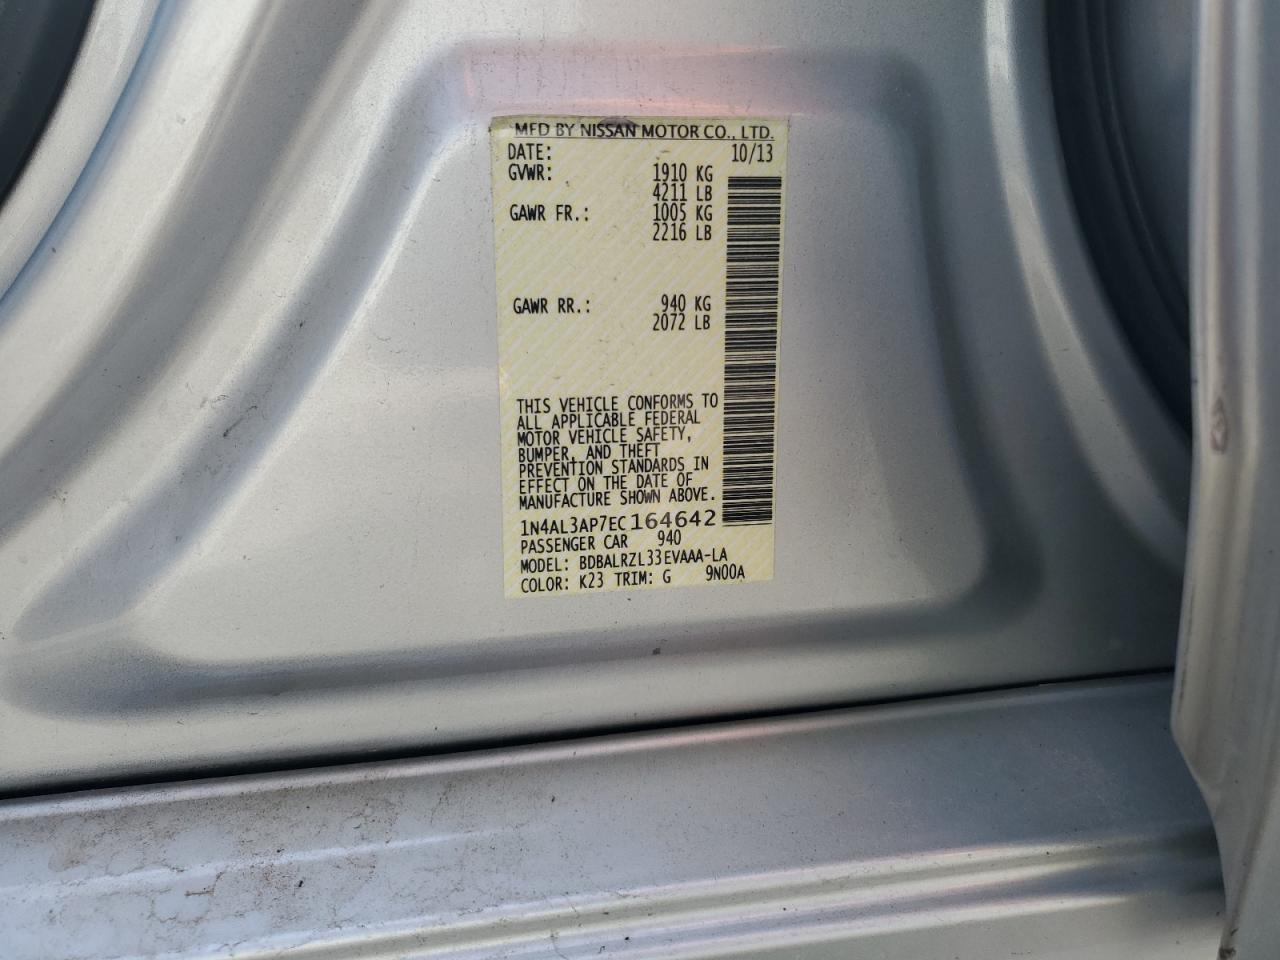 MFD BY NISSAN MOTOR CO., LTD.
DATE: 10/13
GVWR: 1910 KG
4211 LB
GAWR FR.: 1005 KG
2216 LB
GAWR RR.: 940 KG
2072 LB
THIS VEHICLE CONFORMS TO
ALL APPLICABLE FEDERAL
MOTOR VEHICLE SAFETY,
BUMPER, AND THEFT
PREVENTION STANDARDS IN
EFFECT ON THE DATE OF
MANUFACTURE SHOWN ABOVE.
1N4AL3AP7EC164642
PASSENGER CAR 940
MODEL: BDBALRZL33EVAAA-LA
COLOR: K23 TRIM: G 9N00A